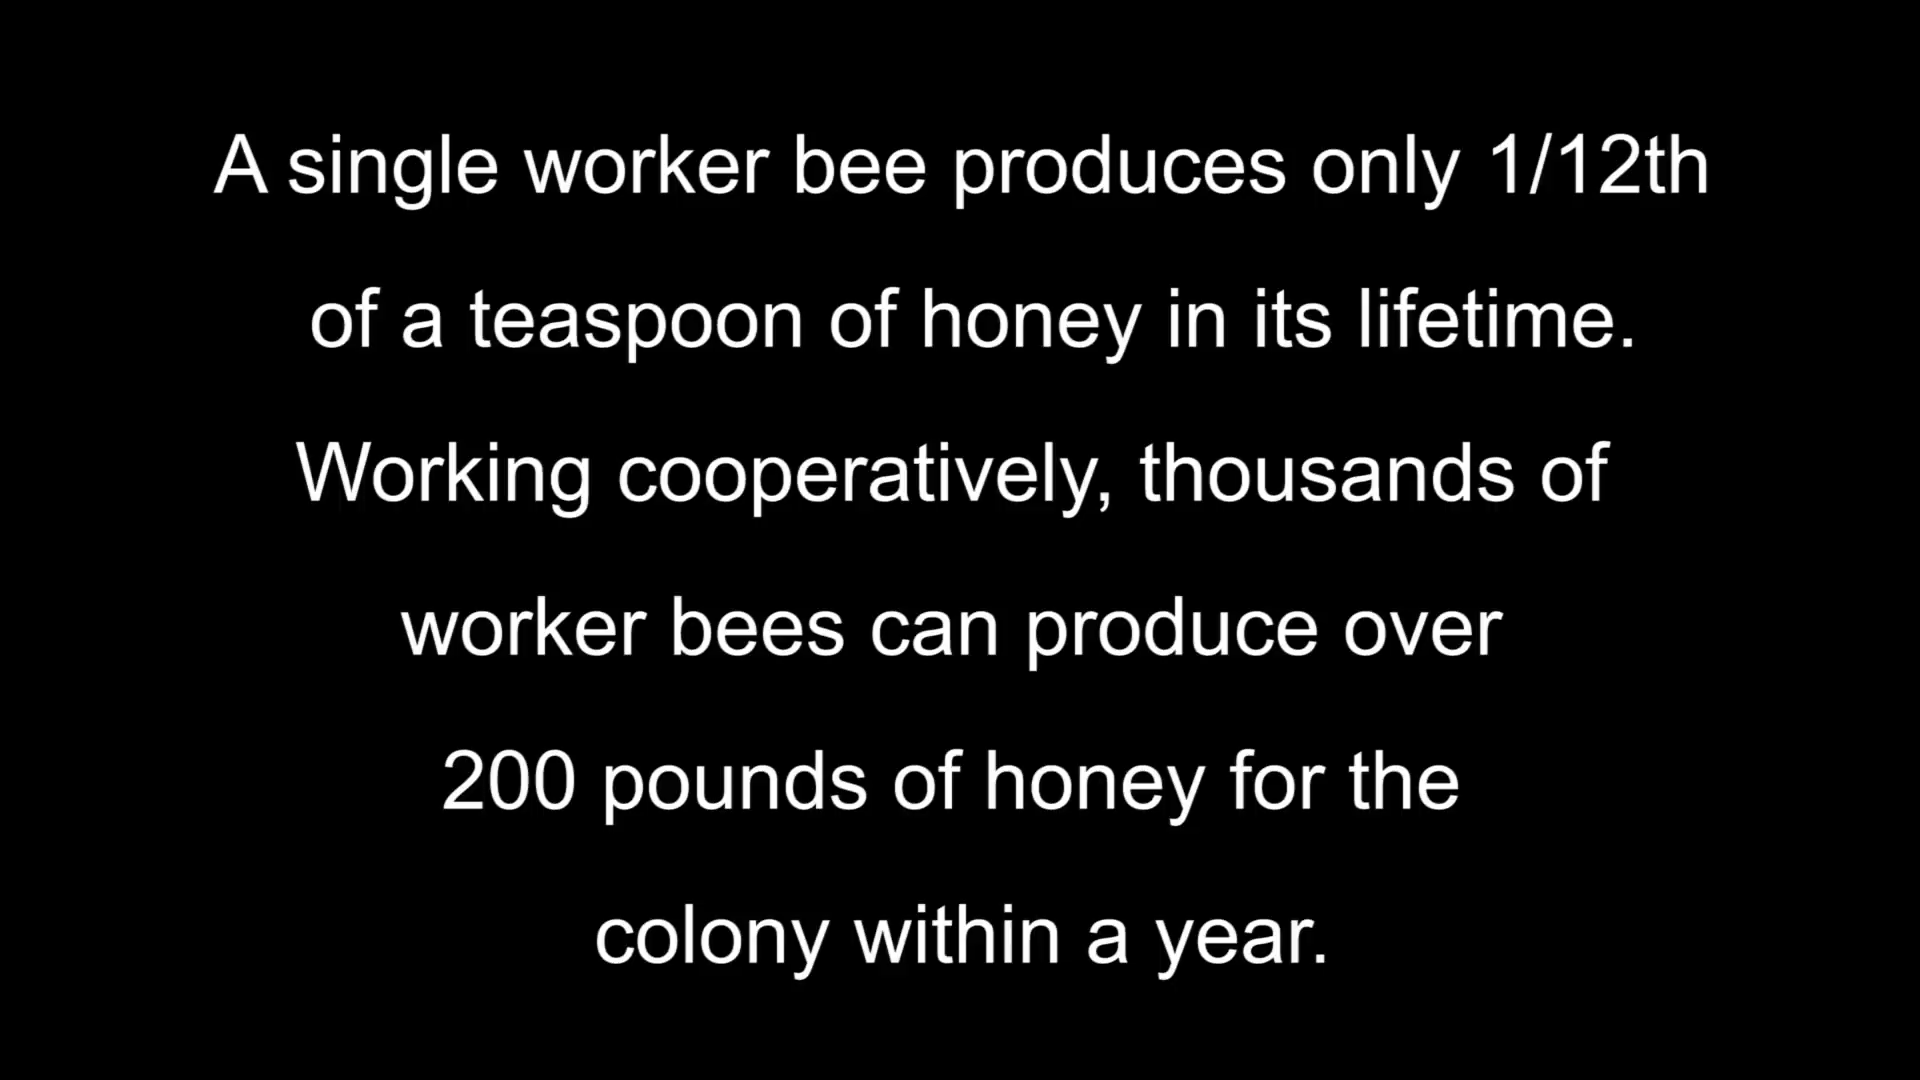 A single worker bee produces only 1/12th
of a teaspoon of honey in its lifetime.
Working cooperatively, thousands of
worker bees can produce over
200 pounds of honey for the
colony within a year.